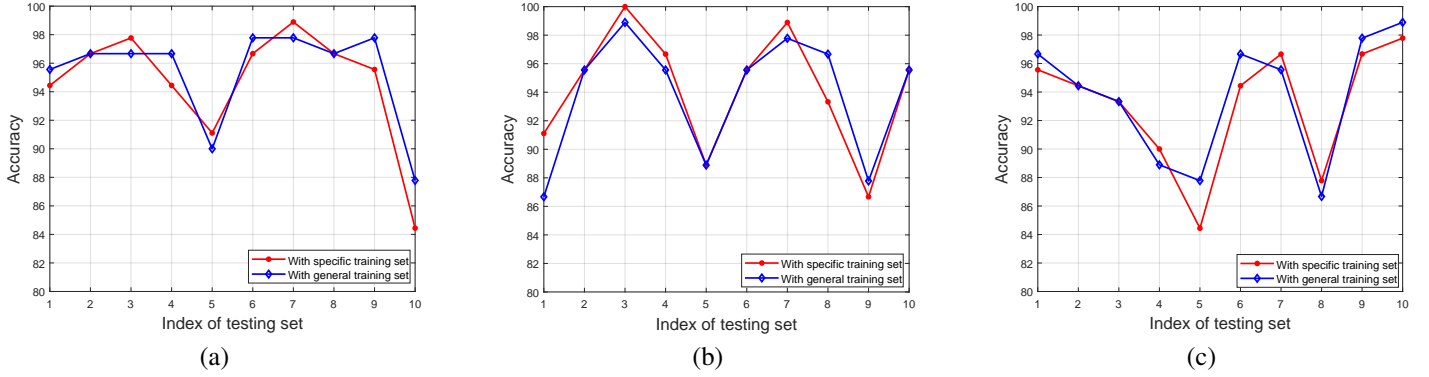 100
98
96
94
92
90
88
86
84
82
80
Accuracy
1 2 3 4 5 6 7 8 9 10
Index of testing set
With specific training set
With general training set
(a)
100
98
96
94
92
90
88
86
84
82
80
Accuracy
1 2 3 4 5 6 7 8 9 10
Index of testing set
With specific training set
With general training set
(b)
100
98
96
94
92
90
88
86
84
82
80
Accuracy
1 2 3 4 5 6 7 8 9 10
Index of testing set
With specific training set
With general training set
(c)